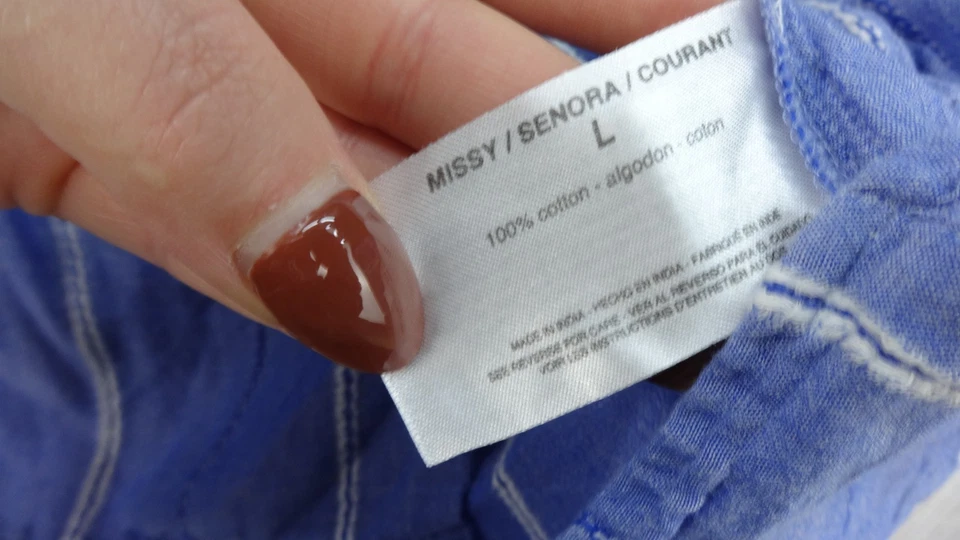 MISSY / SENORA / COURANT
L
100% cotton - algodon - coton
MADE IN INDIA - HECHO EN INDIA - FABRIQUÉ EN INDE
SEE REVERSE FOR CARE - VER AL REVERSO PARA EL CUIDADO
VOIR LES INSTRUCTIONS D'ENTRETIEN AU DOS